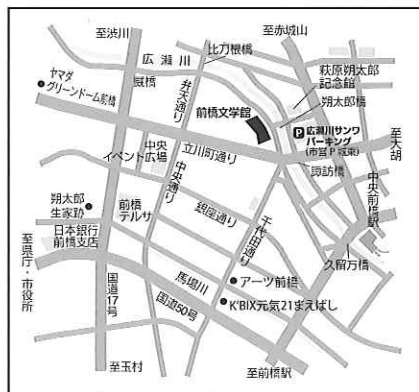 至渋川
至赤城山
比刀根橋
広瀬川
厩橋
弁天通り
萩原朔太郎
記念館
朔太郎橋
ヤマダ
グリーンドーム前橋
前橋文学館
P 広瀬川サンワ
パーキング
(市営P城東)
至大胡
立川町通り
諏訪橋
中央
イベント広場
中央通り
中央前橋駅
朔太郎
生家跡
前橋
テルサ
銀座通り
千代田通り
日本銀行
前橋支店
久留万橋
至県庁・市役所
馬場川
アーツ前橋
国道17号
国道50号
K'BIX元気21まえばし
至玉村
至前橋駅